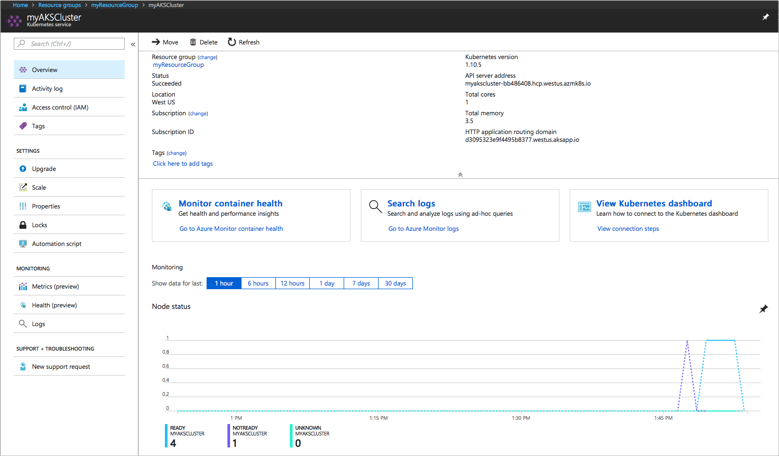 Home > Resource groups > myResourceGroup > myAKSCluster
myAKSCluster
Kubernetes service
Search (Ctrl+/)
«
Overview
Activity log
Access control (IAM)
Tags
SETTINGS
Upgrade
Scale
Properties
Locks
Automation script
MONITORING
Metrics (preview)
Health (preview)
Logs
SUPPORT + TROUBLESHOOTING
New support request
Move Delete Refresh
Resource group (change)
myResourceGroup
Status
Succeeded
Location
West US
Subscription (change)
Subscription ID
Kubernetes version
1.10.5
API server address
myakscluster-bb486408.hcp.westus.azmk8s.io
Total cores
1
Total memory
3.5
HTTP application routing domain
d3095323e9f4495b8377.westus.aksapp.io
Tags (change)
Click here to add tags
Monitor container health
Get health and performance insights
Go to Azure Monitor container health
Search logs
Search and analyze logs using ad-hoc queries
Go to Azure Monitor logs
View Kubernetes dashboard
Learn how to connect to the Kubernetes dashboard
View connection steps
Monitoring
Show data for last: 1 hour 6 hours 12 hours 1 day 7 days 30 days
Node status
1
0.8
0.6
0.4
0.2
0
1 PM 1:15 PM 1:30 PM 1:45 PM
READY
MYAKSCLUSTER
4
NOTREADY
MYAKSCLUSTER
1
UNKNOWN
MYAKSCLUSTER
0